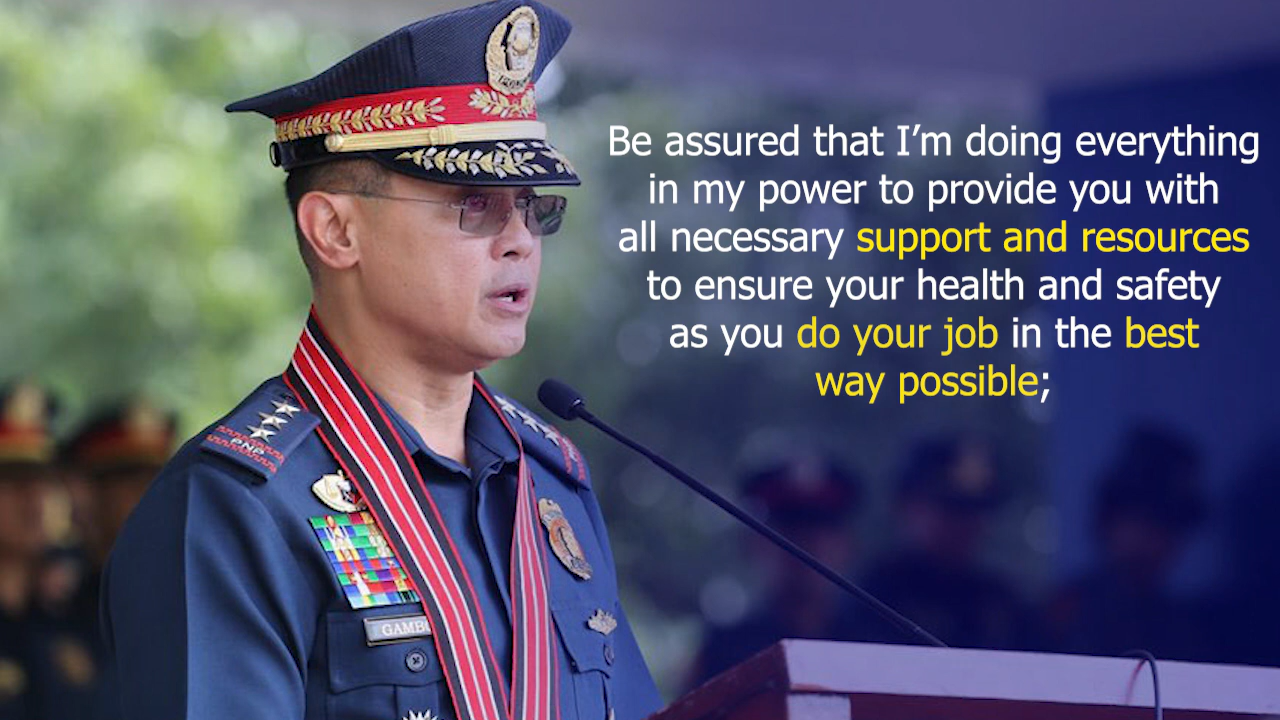 Be assured that I'm doing everything
in my power to provide you with
all necessary support and resources
to ensure your health and safety
as you do your job in the best
way possible;
PNP
GAMBO